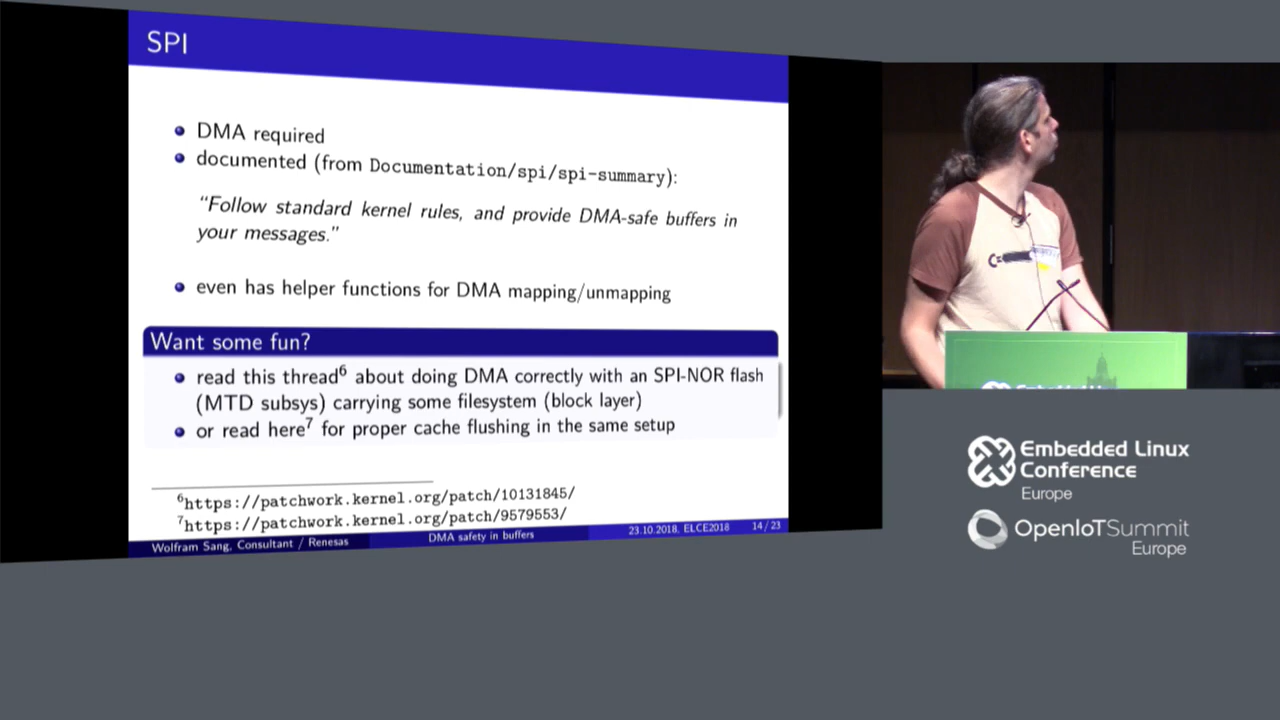 SPI
DMA required
documented (from Documentation/spi/spi-summary):
“Follow standard kernel rules, and provide DMA-safe buffers in
your messages.”
even has helper functions for DMA mapping/unmapping
Want some fun?
read this thread⁶ about doing DMA correctly with an SPI-NOR flash
(MTD subsys) carrying some filesystem (block layer)
or read here⁷ for proper cache flushing in the same setup
⁶https://patchwork.kernel.org/patch/10131845/
⁷https://patchwork.kernel.org/patch/9579553/
Wolfram Sang, Consultant / Renesas
DMA safety in buffers
23.10.2018, ELCE2018
14 / 23
Embedded Linux
Conference
Europe
OpenIoTSummit
Europe